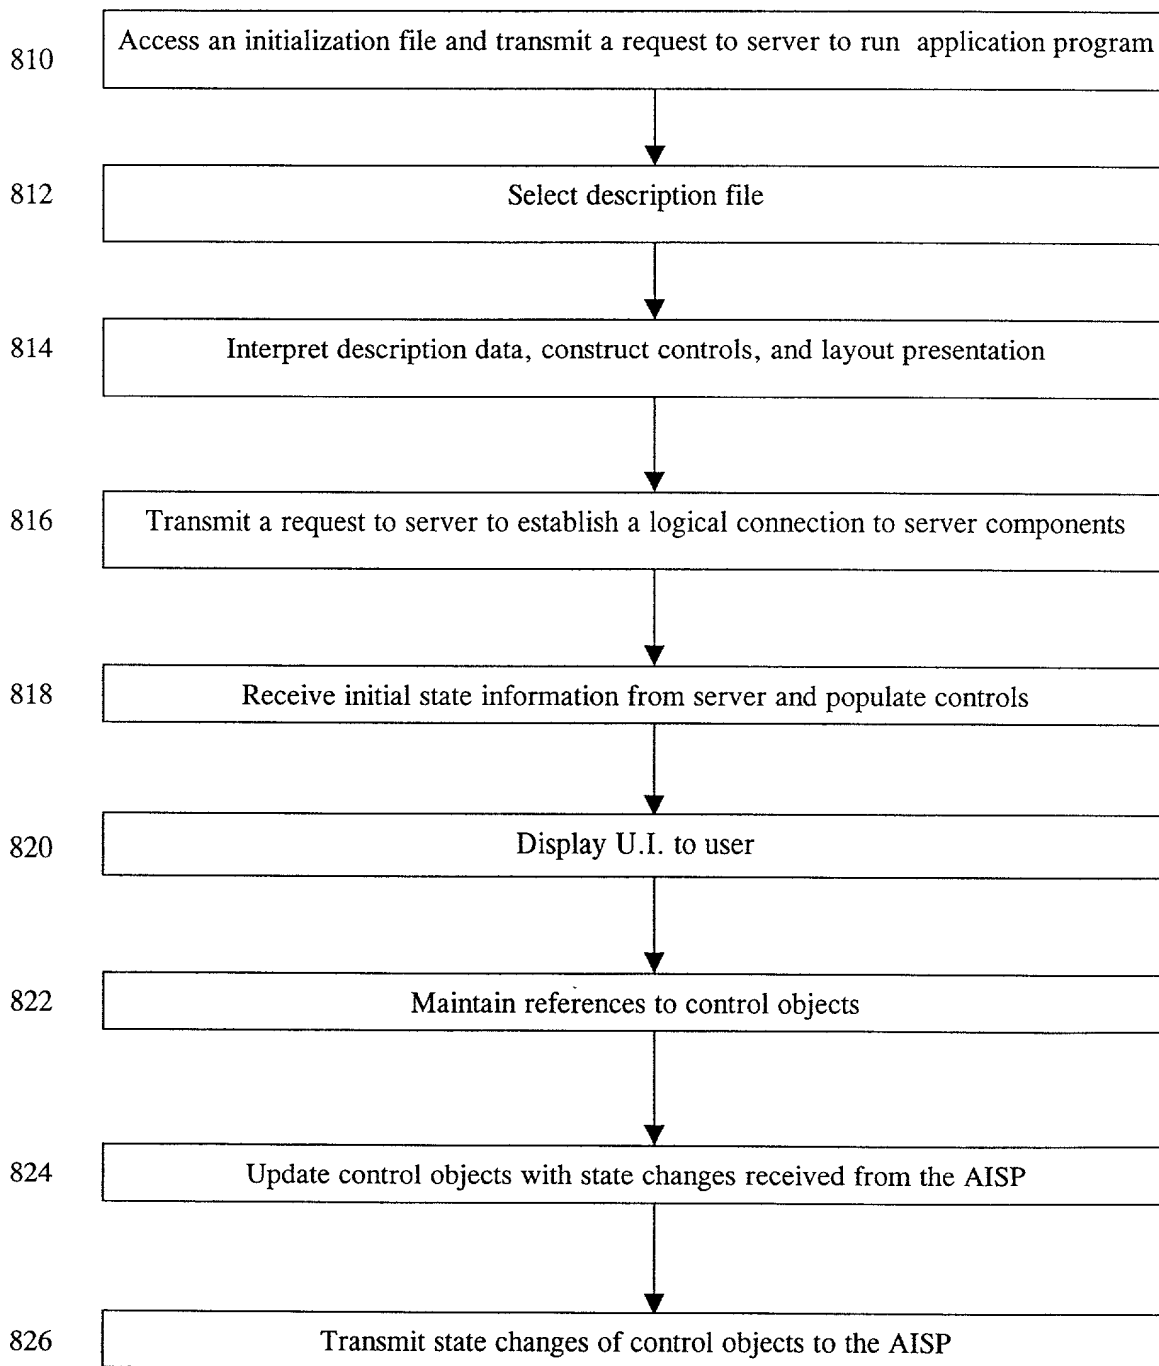 810 Access an initialization file and transmit a request to server to run application program
812 Select description file
814 Interpret description data, construct controls, and layout presentation
816 Transmit a request to server to establish a logical connection to server components
818 Receive initial state information from server and populate controls
820 Display U.I. to user
822 Maintain references to control objects
824 Update control objects with state changes received from the AISP
826 Transmit state changes of control objects to the AISP